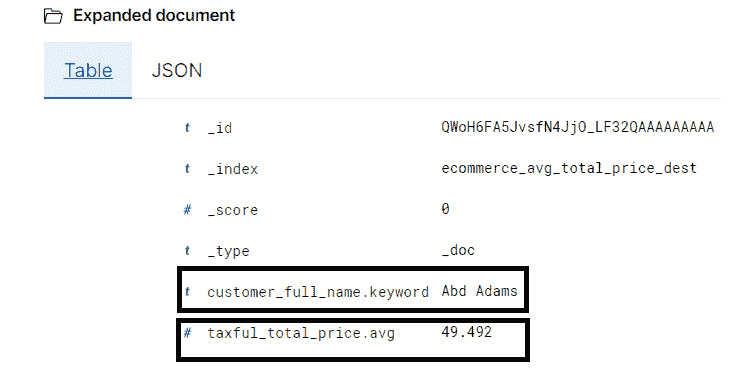 Expanded document
Table JSON
t _id QWoH6FA5JvsfN4JjO_LF32QAAAAAAAAA
t _index ecommerce_avg_total_price_dest
# _score 0
t _type _doc
t customer_full_name.keyword Abd Adams
# taxful_total_price.avg 49.492